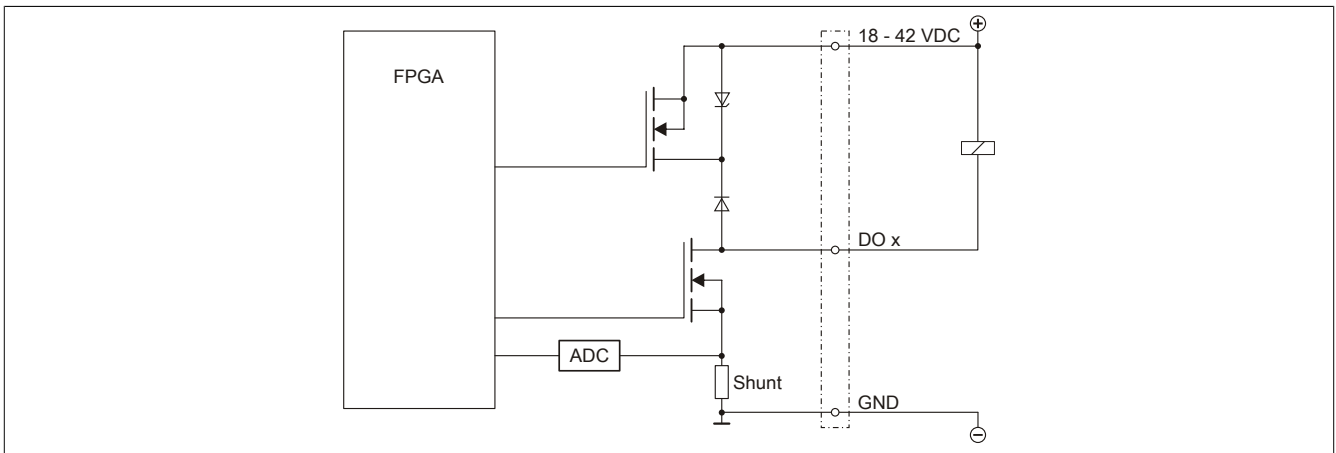 18 - 42 VDC
FPGA
DO x
ADC
Shunt
GND